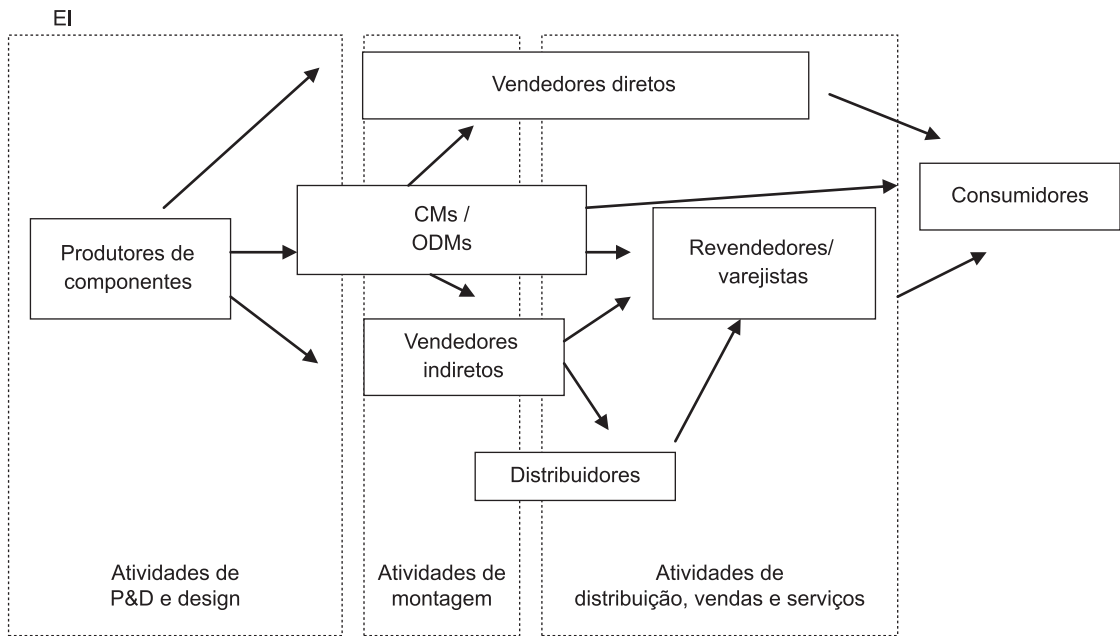 EI
Vendedores diretos
Consumidores
CMs /
ODMs
Produtores de
componentes
Revendedores/
varejistas
Vendedores
indiretos
Distribuidores
Atividades de
P&D e design
Atividades de
montagem
Atividades de
distribuição, vendas e serviços